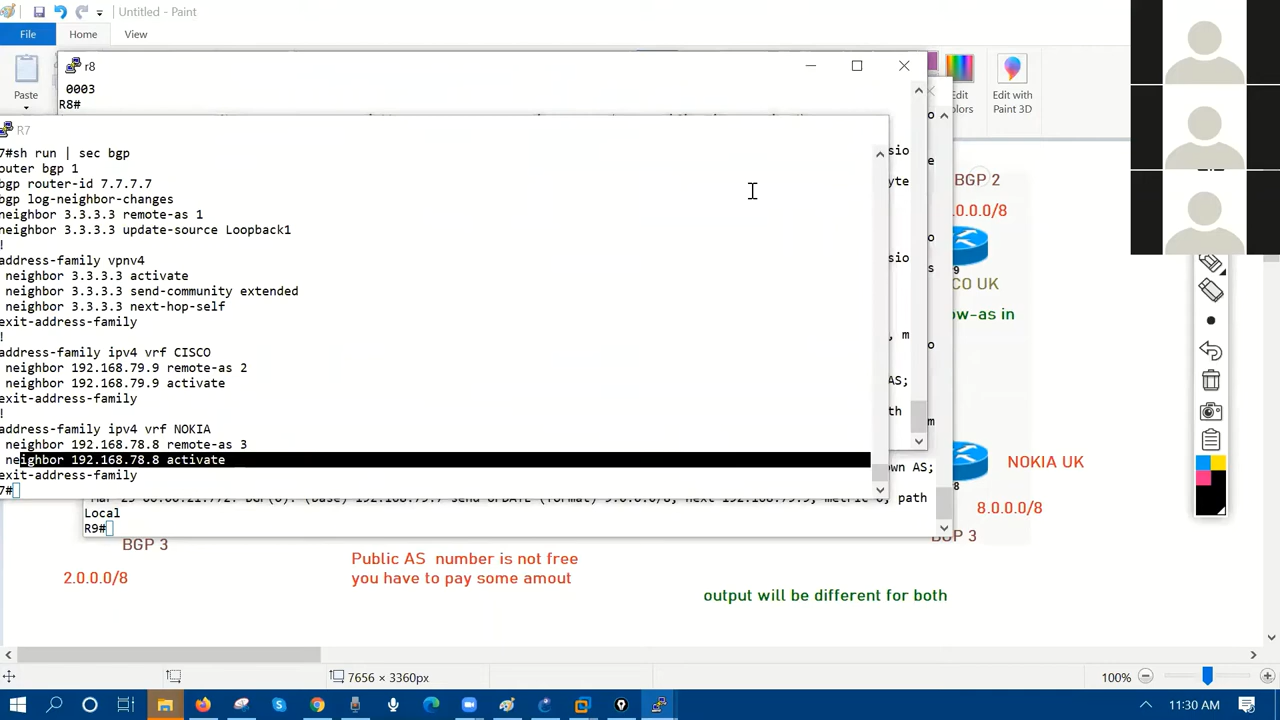 Untitled - Paint
File
Home
View
Paste
Edit
colors
Edit with
Paint 3D
r8
0003
R8#
R7
7#sh run | sec bgp
outer bgp 1
bgp router-id 7.7.7.7
bgp log-neighbor-changes
neighbor 3.3.3.3 remote-as 1
neighbor 3.3.3.3 update-source Loopback1
!
address-family vpnv4
neighbor 3.3.3.3 activate
neighbor 3.3.3.3 send-community extended
neighbor 3.3.3.3 next-hop-self
exit-address-family
!
address-family ipv4 vrf CISCO
neighbor 192.168.79.9 remote-as 2
neighbor 192.168.79.9 activate
exit-address-family
!
address-family ipv4 vrf NOKIA
neighbor 192.168.78.8 remote-as 3
neighbor 192.168.78.8 activate
exit-address-family
7#
BGP 2
.0.0.0/8
9
CO UK
ow-as in
own AS;
path
Local
R9#
NOKIA UK
8
8.0.0.0/8
BGP 3
BGP 3
2.0.0.0/8
Public AS number is not free
you have to pay some amout
output will be different for both
7656 × 3360px
100%
11:30 AM